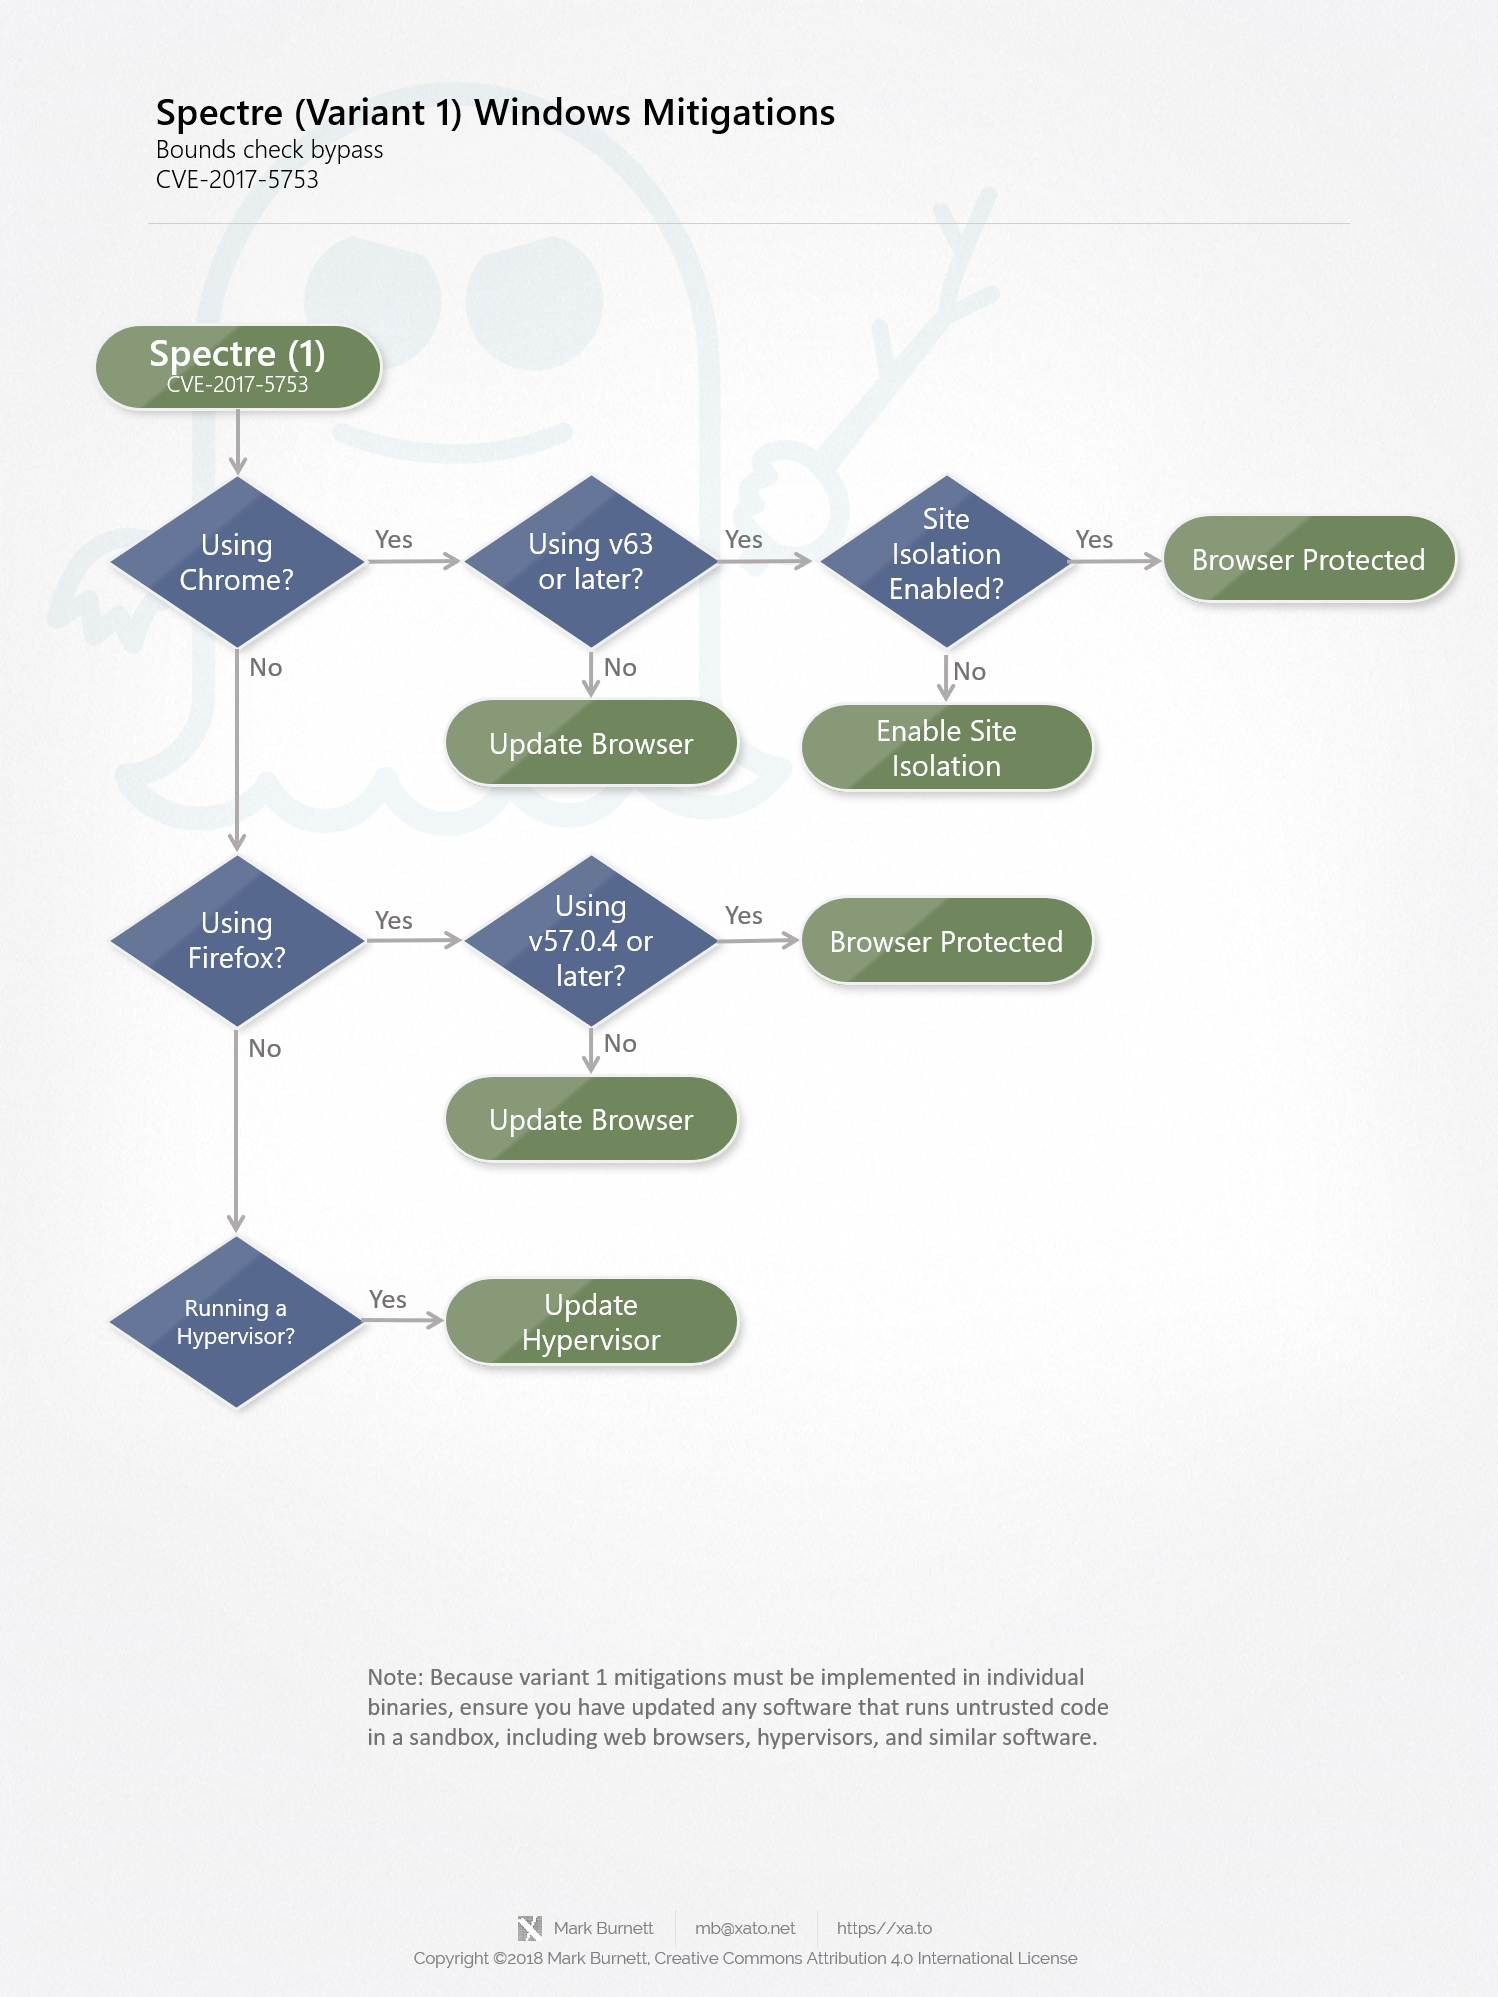 Spectre (Variant 1) Windows Mitigations
Bounds check bypass
CVE-2017-5753
Spectre (1)
CVE-2017-5753
Using
Chrome?
Yes
Using v63
or later?
Yes
Site
Isolation
Enabled?
Yes
Browser Protected
No
No
No
Update Browser
Enable Site
Isolation
Using
Firefox?
Yes
Using
v57.0.4 or
later?
Yes
Browser Protected
No
No
Update Browser
Running a
Hypervisor?
Yes
Update
Hypervisor
Note: Because variant 1 mitigations must be implemented in individual
binaries, ensure you have updated any software that runs untrusted code
in a sandbox, including web browsers, hypervisors, and similar software.
Mark Burnett
mb@xato.net
https//xa.to
Copyright ©2018 Mark Burnett, Creative Commons Attribution 4.0 International License